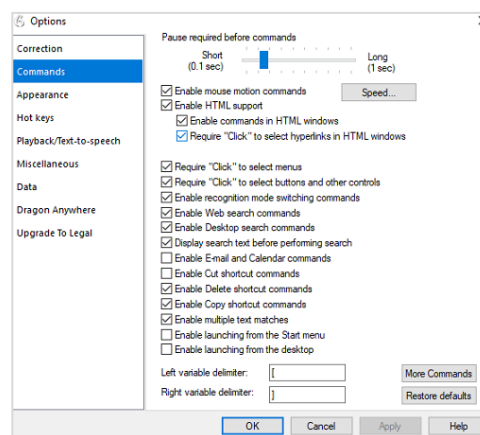 Options
Correction
Commands
Appearance
Hot keys
Playback/Text-to-speech
Miscellaneous
Data
Dragon Anywhere
Upgrade To Legal
Pause required before commands
Short
(0.1 sec)
Long
(1 sec)
Enable mouse motion commands
Speed...
Enable HTML support
Enable commands in HTML windows
Require "Click" to select hyperlinks in HTML windows
Require "Click" to select menus
Require "Click" to select buttons and other controls
Enable recognition mode switching commands
Enable Web search commands
Enable Desktop search commands
Display search text before performing search
Enable E-mail and Calendar commands
Enable Cut shortcut commands
Enable Delete shortcut commands
Enable Copy shortcut commands
Enable multiple text matches
Enable launching from the Start menu
Enable launching from the desktop
Left variable delimiter: [
More Commands
Right variable delimiter: ]
Restore defaults
OK Cancel Apply Help